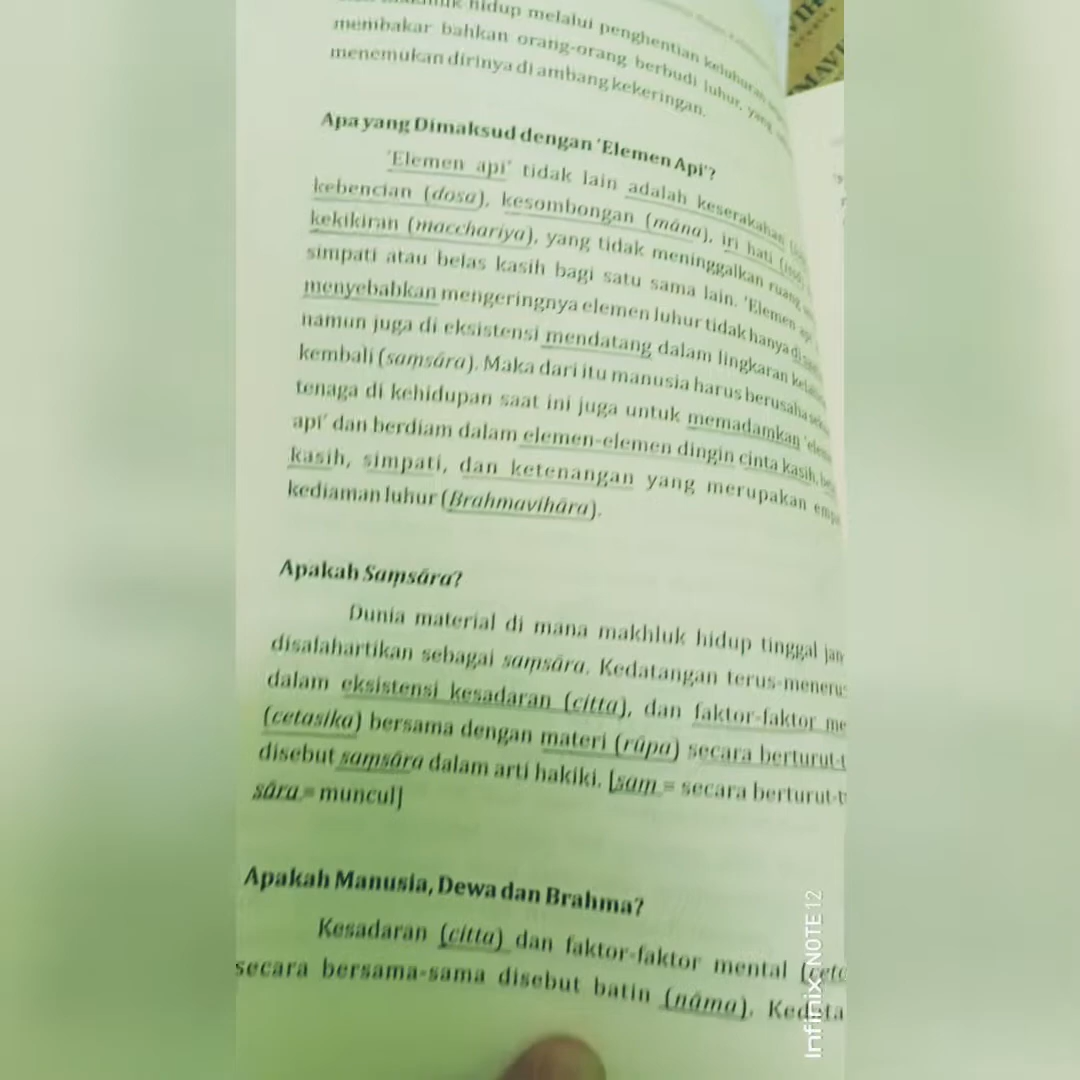 hidup melalui penghentian keluhuran
membakar bahkan orang-orang berbudi luhur, yang
menemukan dirinya di ambang kekeringan.
Apa yang Dimaksud dengan 'Elemen Api'?
'Elemen api' tidak lain adalah keserakahan
kebencian (dosa), kesombongan (māna), iri hati
kekikiran (macchariya), yang tidak meninggalkan ruang
simpati atau belas kasih bagi satu sama lain. 'Elemen api
menyebabkan mengeringnya elemen luhur tidak hanya di
namun juga di eksistensi mendatang dalam lingkaran
kembali (saṃsāra). Maka dari itu manusia harus berusaha
tenaga di kehidupan saat ini juga untuk memadamkan
api' dan berdiam dalam elemen-elemen dingin cinta kasih,
kasih, simpati, dan ketenangan yang merupakan
kediaman luhur (Brahmavihāra).
Apakah Saṃsāra?
Dunia material di mana makhluk hidup tinggal
disalahartikan sebagai saṃsāra. Kedatangan
dalam eksistensi kesadaran (citta), dan faktor-faktor
(cetasika) bersama dengan materi (rūpa) secara
disebut saṃsāra dalam arti hakiki. [saṃ = secara
sāra = muncul]
Apakah Manusia, Dewa dan Brahma?
Kesadaran (citta) dan faktor-faktor mental
secara bersama-sama disebut batin (nāma).
Infinix NOTE 12